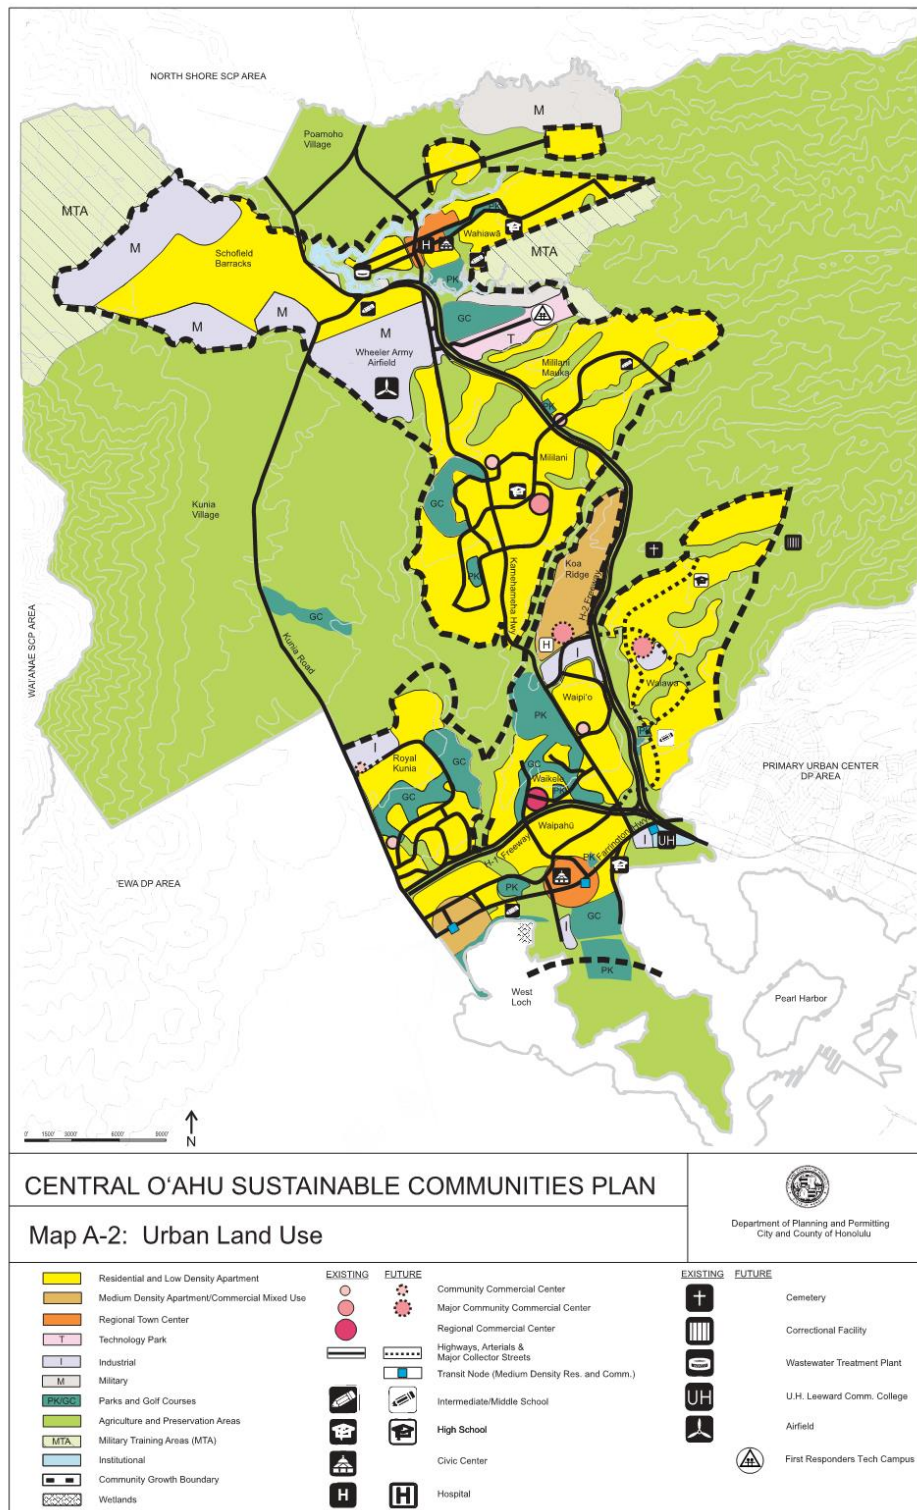 NORTH SHORE SCP AREA
M
Poamoho
Village
MTA
M
Wahiawā
H
MTA
Schofield
Barracks
PK
M
M
GC
M
T
Wheeler Army
Airfield
Mililani
Mauka
PK
Mililani
GC
Kunia
Village
PK
Kamehameha Hwy
Koa
Ridge
H-2 Freeway
GC
H
I
WAI'ANAE SCP AREA
Kunia Road
Waiawa
Waipi'o
PK
I
Royal
Kunia
GC
GC
Waikele
GC
PRIMARY URBAN CENTER
DP AREA
Waipahū
H-1 Freeway
Farrington Hwy
I
UH
PK
'EWA DP AREA
PK
GC
I
PK
West
Loch
Pearl Harbor
0' 1500' 3000' 6000' 9000'
N
CENTRAL O'AHU SUSTAINABLE COMMUNITIES PLAN
Map A-2: Urban Land Use
Department of Planning and Permitting
City and County of Honolulu
Residential and Low Density Apartment
Medium Density Apartment/Commercial Mixed Use
Regional Town Center
T Technology Park
I Industrial
M Military
PK/GC Parks and Golf Courses
Agriculture and Preservation Areas
MTA Military Training Areas (MTA)
Institutional
Community Growth Boundary
Wetlands
EXISTING FUTURE
Community Commercial Center
Major Community Commercial Center
Regional Commercial Center
Highways, Arterials &
Major Collector Streets
Transit Node (Medium Density Res. and Comm.)
Intermediate/Middle School
High School
Civic Center
H H Hospital
EXISTING FUTURE
Cemetery
Correctional Facility
Wastewater Treatment Plant
UH U.H. Leeward Comm. College
Airfield
First Responders Tech Campus